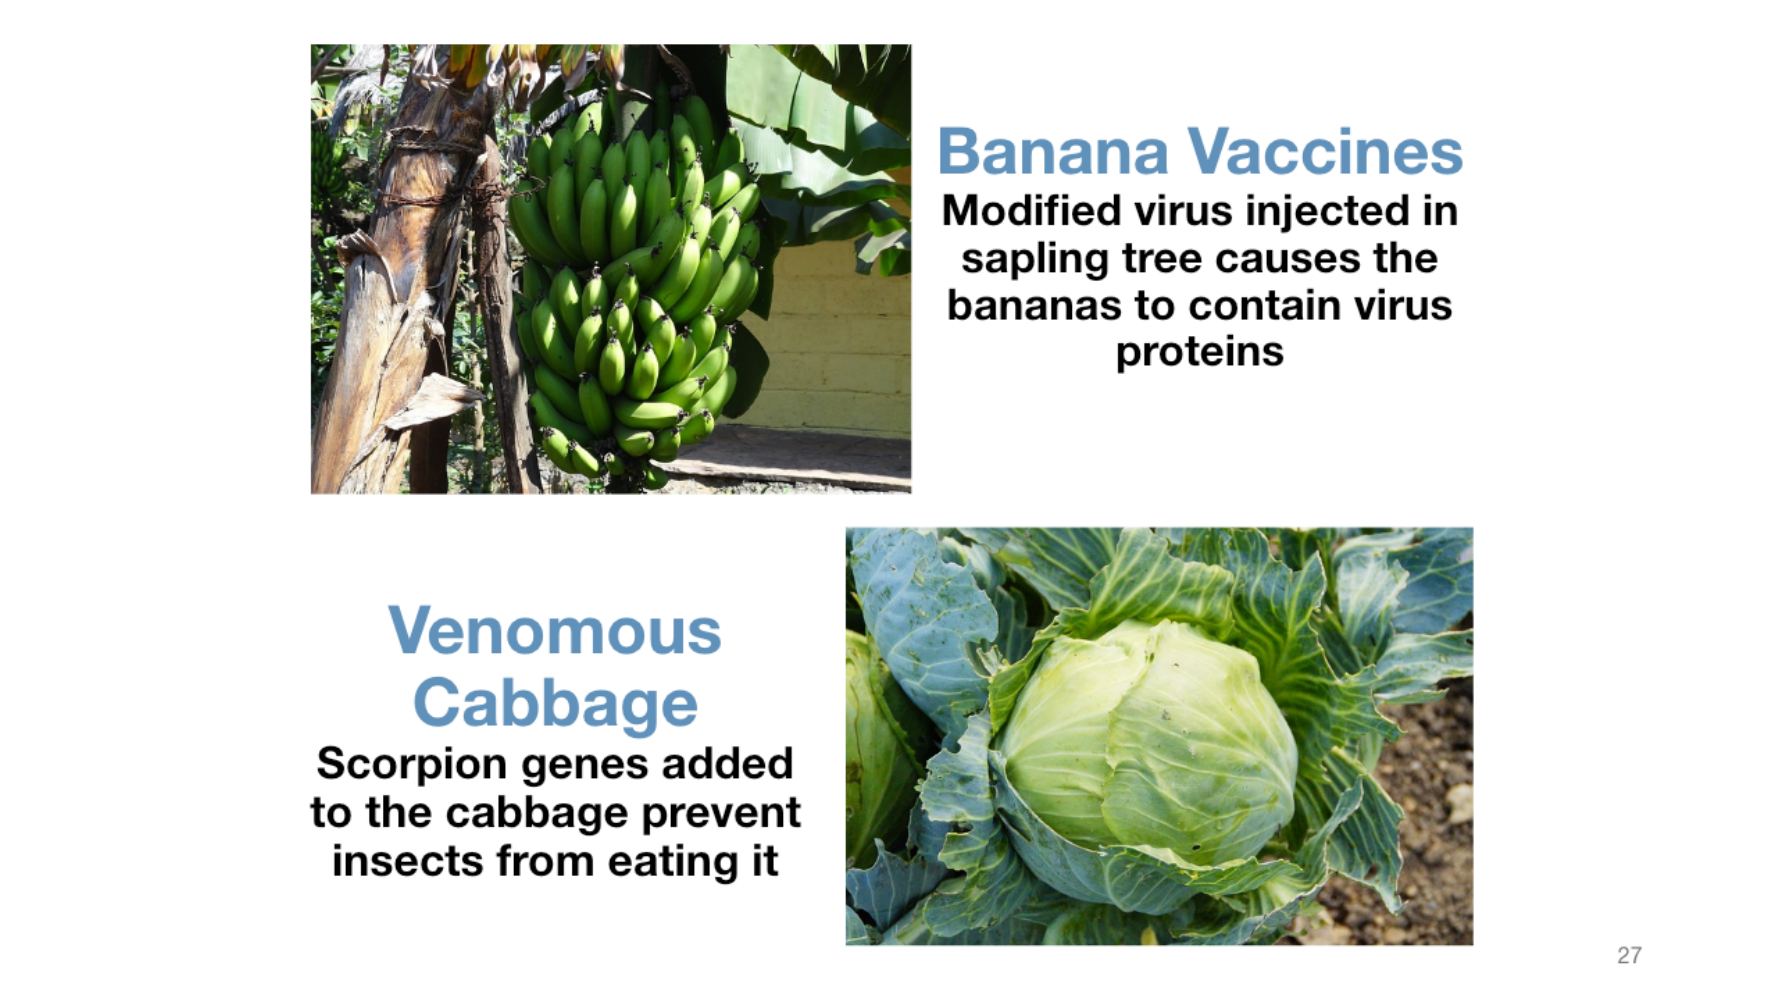 Banana Vaccines
Modified virus injected in
sapling tree causes the
bananas to contain virus
proteins
Venomous
Cabbage
Scorpion genes added
to the cabbage prevent
insects from eating it
27